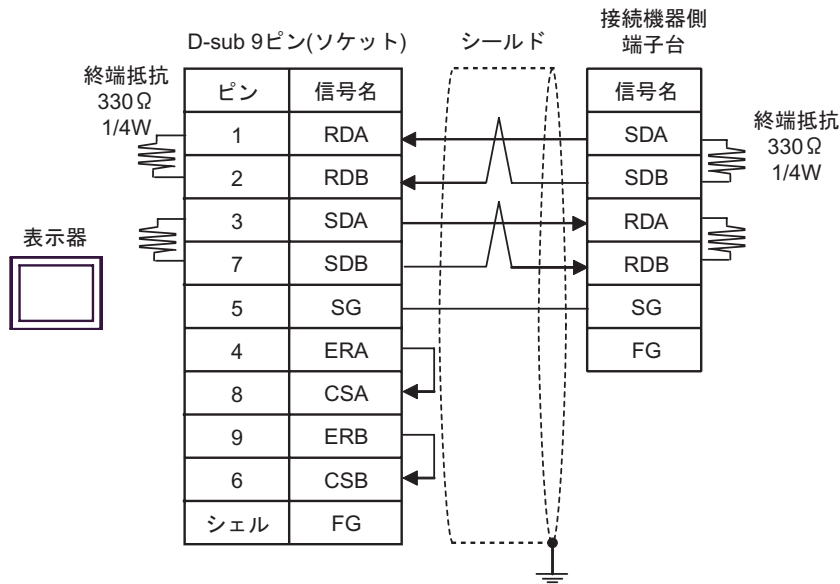 D-sub 9ピン(ソケット)
シールド
接続機器側
端子台
終端抵抗
330Ω
1/4W
表示器
ピン 信号名
1 RDA
2 RDB
3 SDA
7 SDB
5 SG
4 ERA
8 CSA
9 ERB
6 CSB
シェル FG
信号名
SDA
SDB
RDA
RDB
SG
FG
終端抵抗
330Ω
1/4W